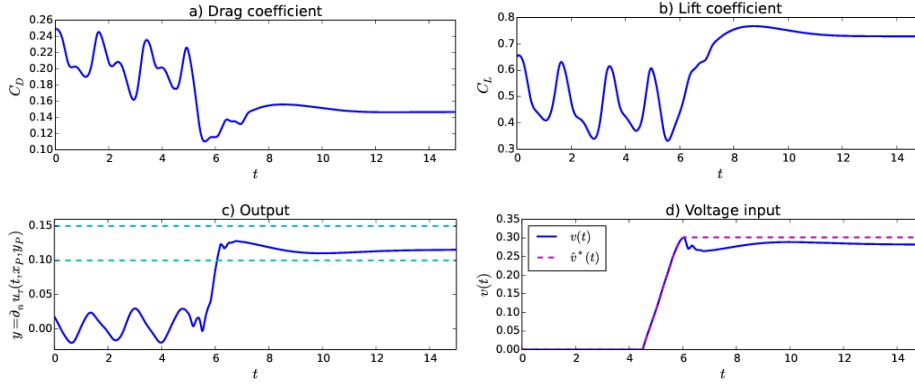 a) Drag coefficient
0.26
0.24
0.22
0.20
0.18
0.16
0.14
0.12
0.10
C_D
0 2 4 6 8 10 12 14
t
b) Lift coefficient
0.8
0.7
0.6
0.5
0.4
0.3
C_L
0 2 4 6 8 10 12 14
t
c) Output
0.15
0.10
0.05
0.00
y = ∂_n u_τ(t, x_P, y_P)
0 2 4 6 8 10 12 14
t
d) Voltage input
0.35
0.30
0.25
0.20
0.15
0.10
0.05
0.00
v(t)
v(t)
ṽ*(t)
0 2 4 6 8 10 12 14
t